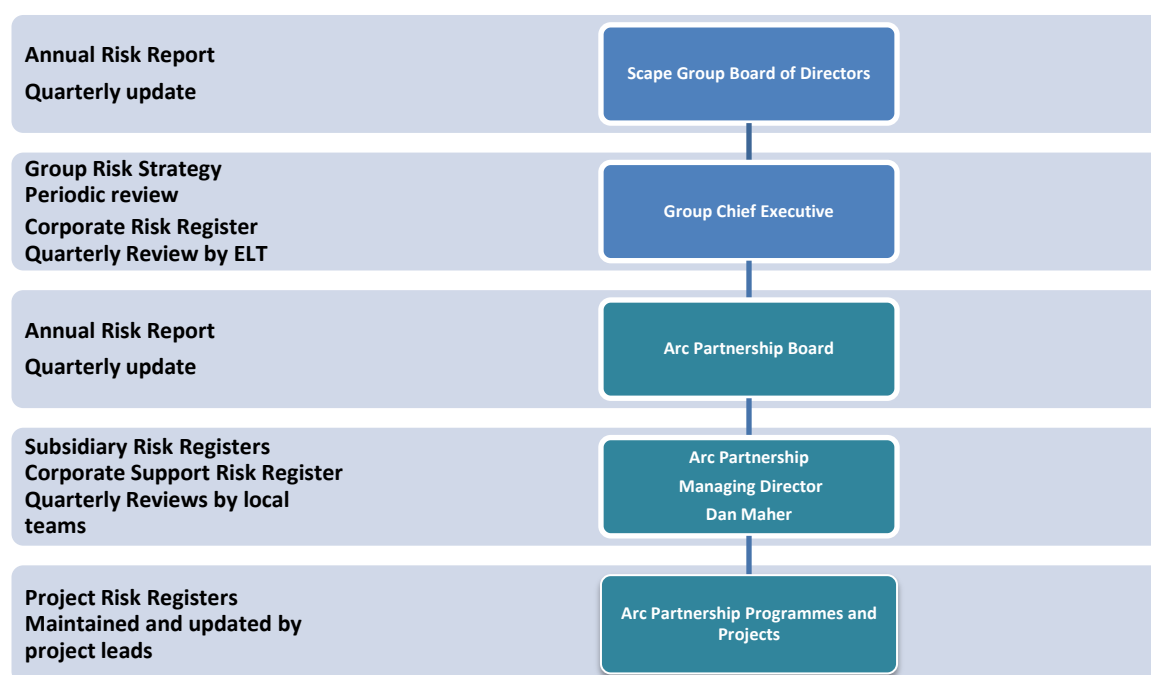 Annual Risk Report
Quarterly update
Scape Group Board of Directors
Group Risk Strategy
Periodic review
Corporate Risk Register
Quarterly Review by ELT
Group Chief Executive
Annual Risk Report
Quarterly update
Arc Partnership Board
Subsidiary Risk Registers
Corporate Support Risk Register
Quarterly Reviews by local
teams
Arc Partnership
Managing Director
Dan Maher
Project Risk Registers
Maintained and updated by
project leads
Arc Partnership Programmes and
Projects